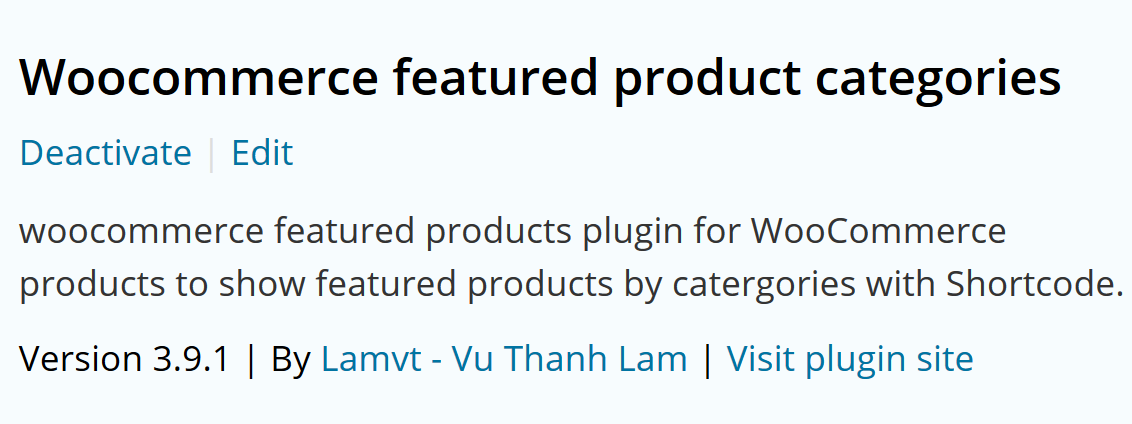 Woocommerce featured product categories
Deactivate | Edit
woocommerce featured products plugin for WooCommerce
products to show featured products by catergories with Shortcode.
Version 3.9.1 | By Lamvt - Vu Thanh Lam | Visit plugin site